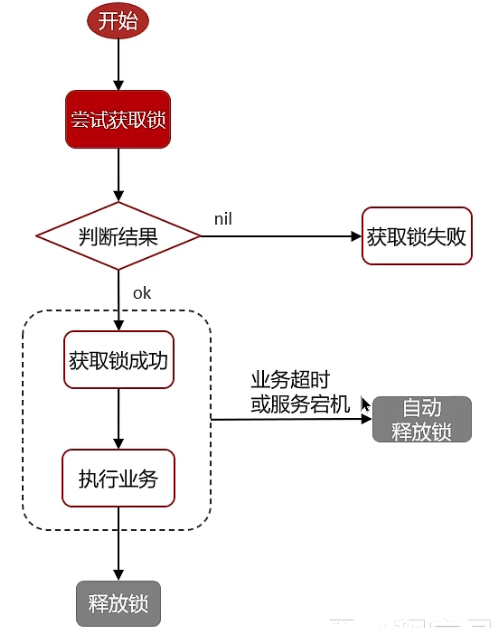 开始
尝试获取锁
判断结果
nil
获取锁失败
ok
获取锁成功
业务超时
或服务宕机
自动
释放锁
执行业务
释放锁